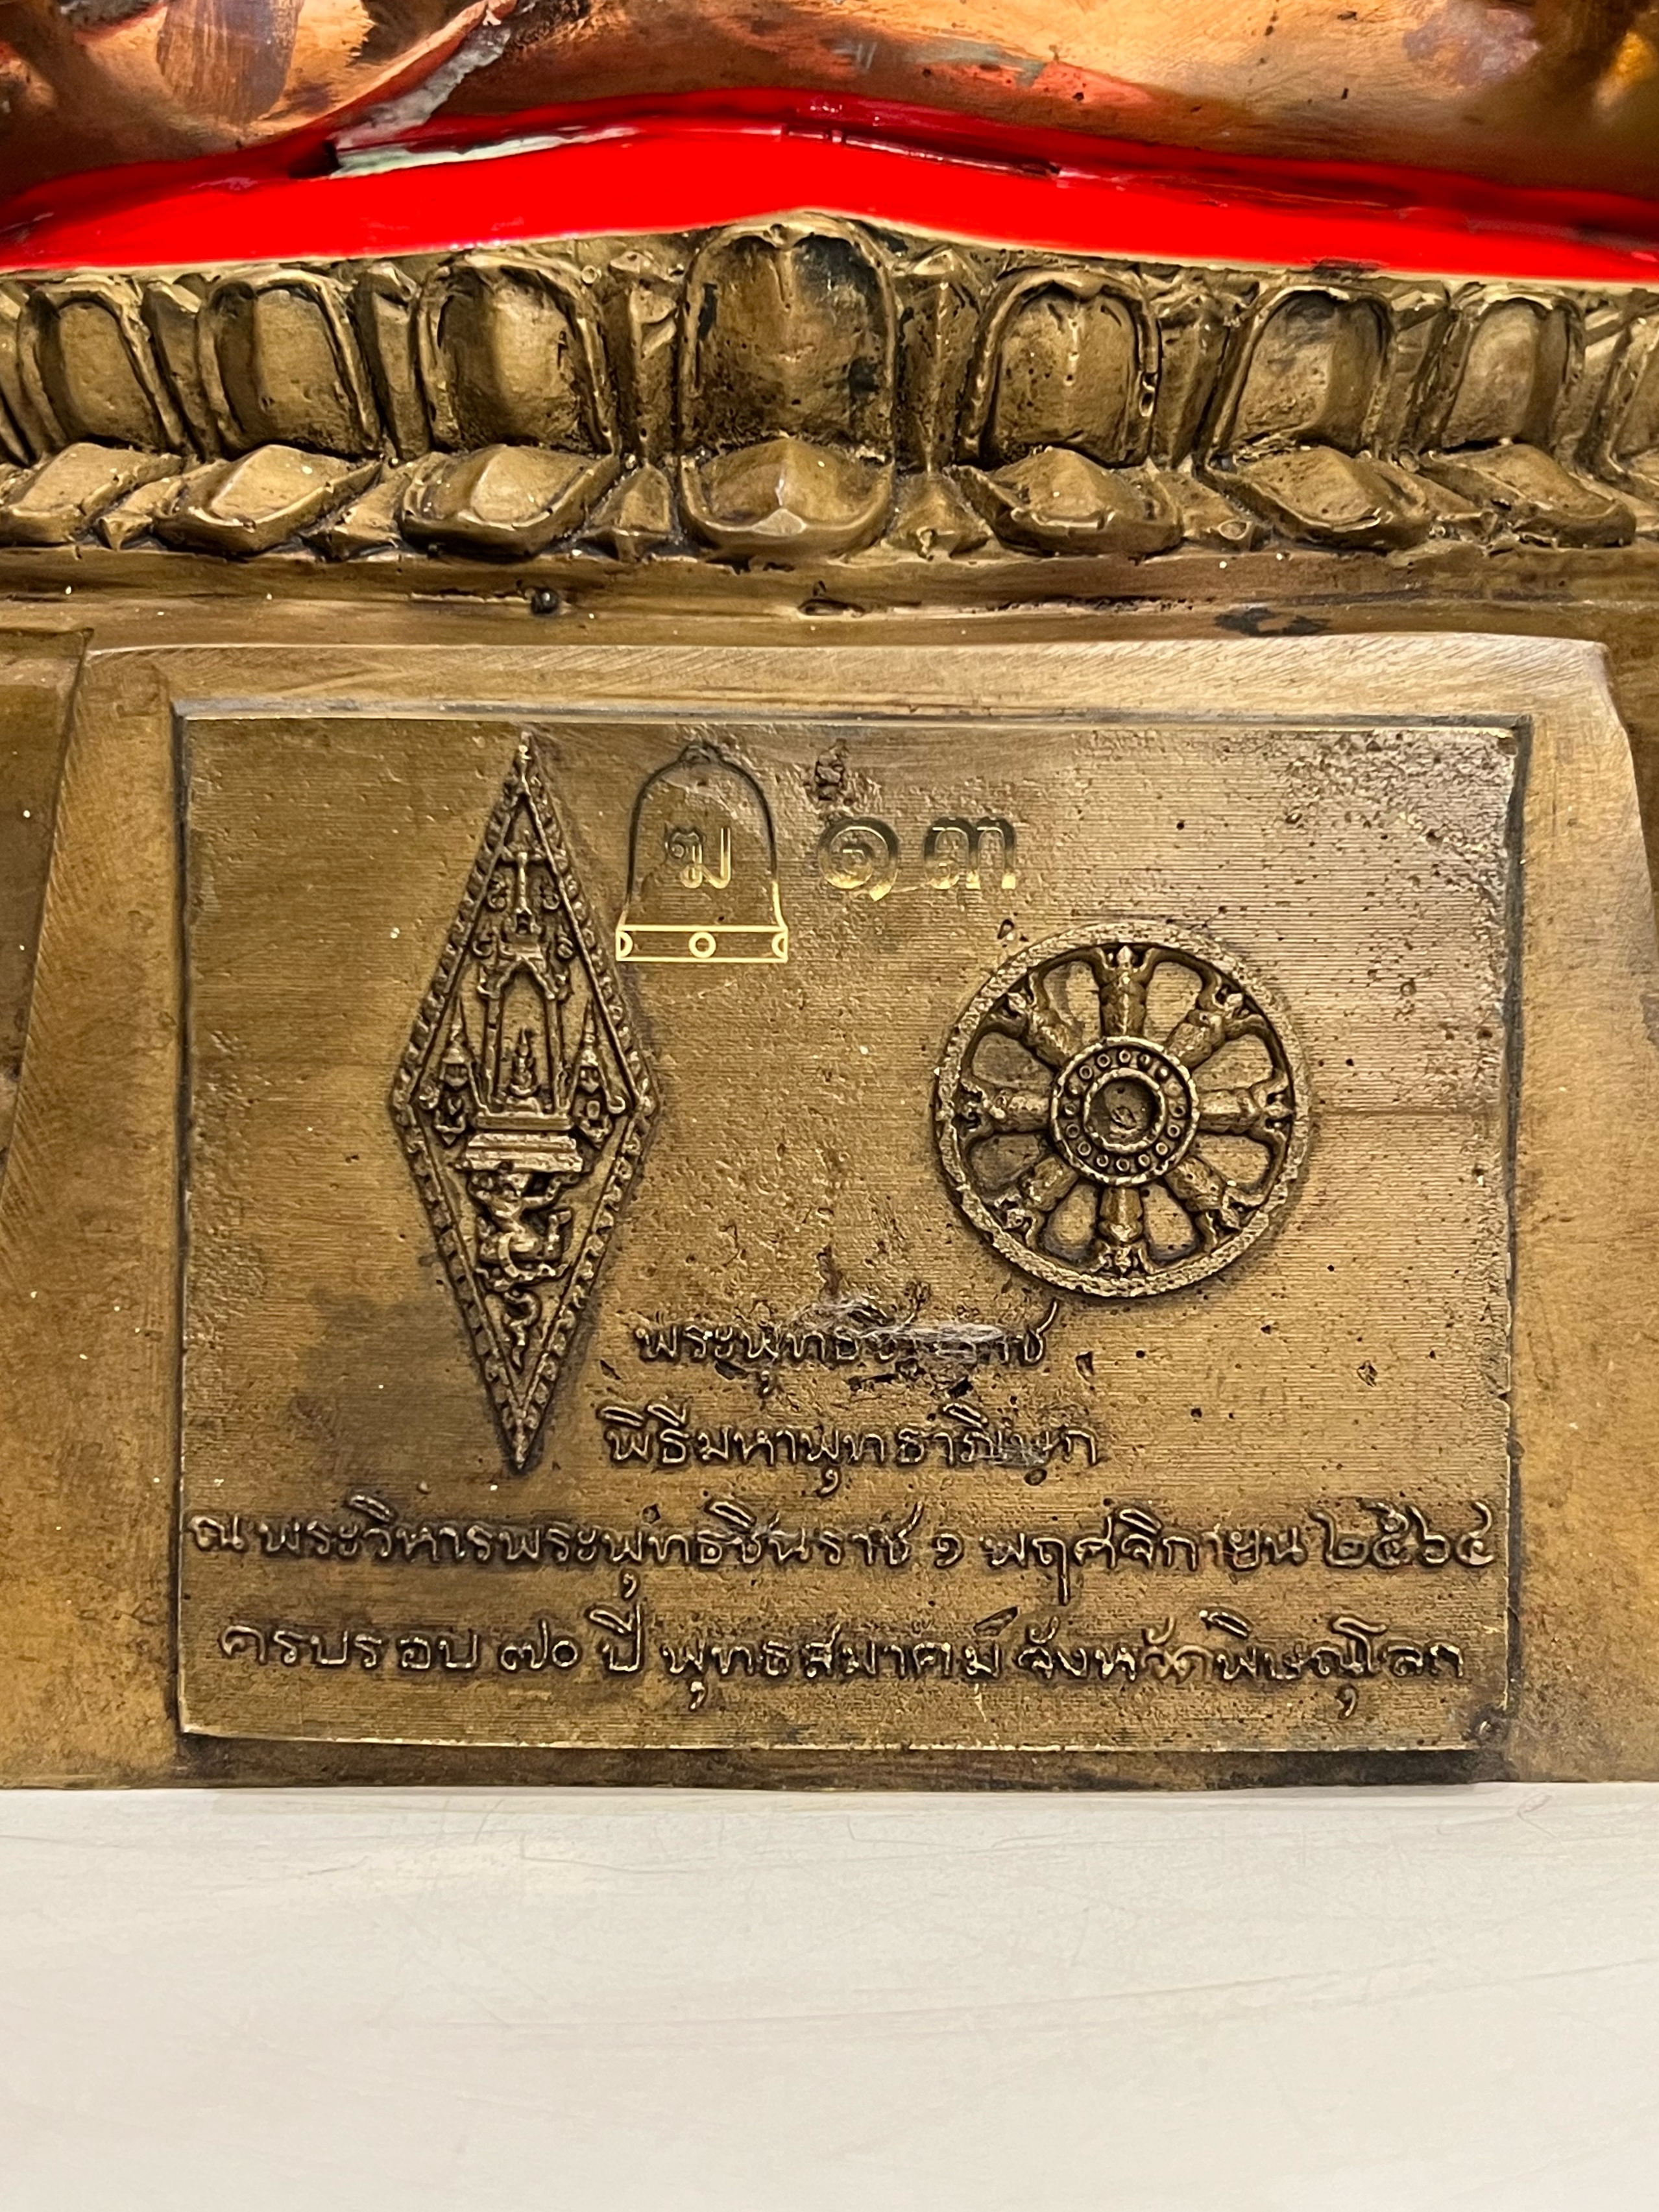 ฆ ๑๓
พระพุทธชินราช
พิธีมหาพุทธาภิเษก
ณ พระวิหารพระพุทธชินราช ๑ พฤศจิกายน ๒๕๖๔
ครบรอบ ๗๐ ปี พุทธสมาคม จังหวัดพิษณุโลก